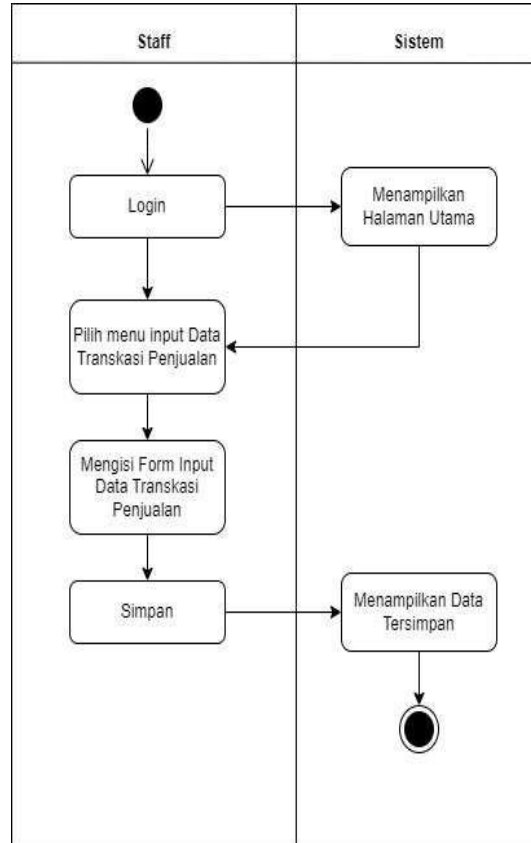 Staff
Sistem
Login
Menampilkan
Halaman Utama
Pilih menu input Data
Transkasi Penjualan
Mengisi Form Input
Data Transkasi
Penjualan
Simpan
Menampilkan Data
Tersimpan